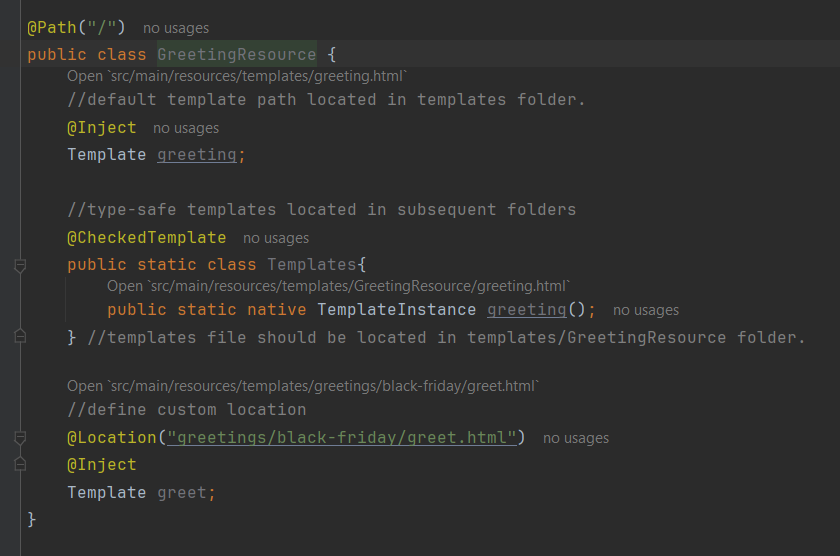 @Path("/") no usages
public class GreetingResource {
Open `src/main/resources/templates/greeting.html`
//default template path located in templates folder.
@Inject no usages
Template greeting;
//type-safe templates located in subsequent folders
@CheckedTemplate no usages
public static class Templates{
Open `src/main/resources/templates/GreetingResource/greeting.html`
public static native TemplateInstance greeting(); no usages
} //templates file should be located in templates/GreetingResource folder.
Open `src/main/resources/templates/greetings/black-friday/greet.html`
//define custom location
@Location("greetings/black-friday/greet.html") no usages
@Inject
Template greet;
}